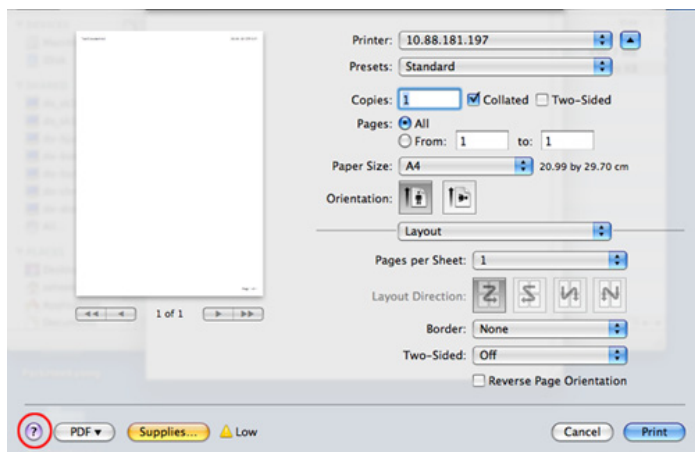 Printer: 10.88.181.197
Presets: Standard
Copies: 1 Collated Two-Sided
Pages: All
From: 1 to: 1
Paper Size: A4 20.99 by 29.70 cm
Orientation:
Layout
Pages per Sheet: 1
Layout Direction:
Border: None
Two-Sided: Off
Reverse Page Orientation
1 of 1
? PDF Supplies... Low Cancel Print